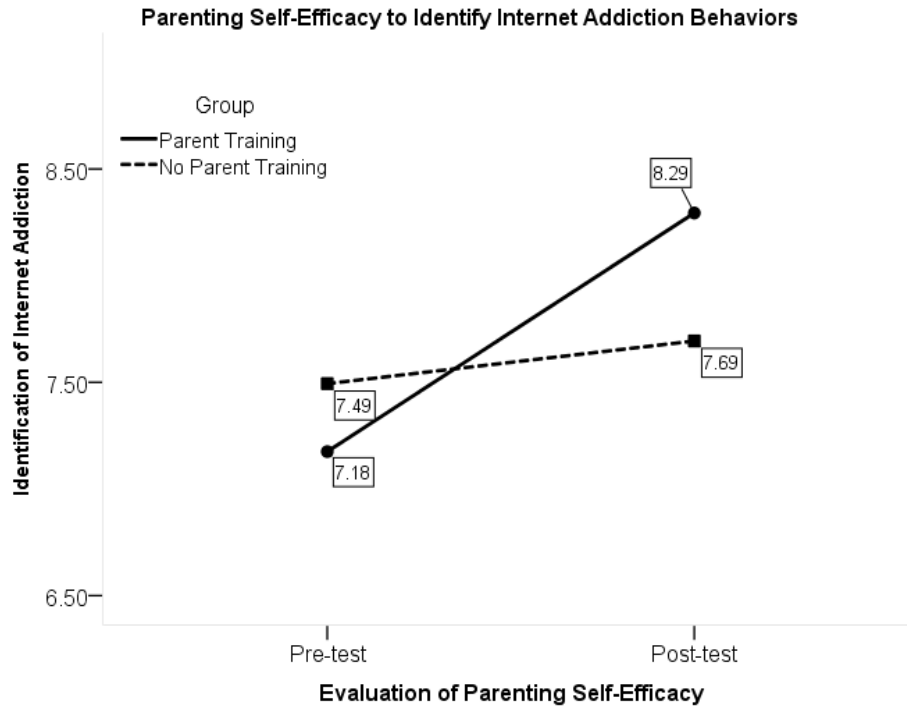 Parenting Self-Efficacy to Identify Internet Addiction Behaviors
Group
Parent Training
No Parent Training
Identification of Internet Addiction
8.50
7.50
6.50
8.29
7.69
7.49
7.18
Pre-test
Post-test
Evaluation of Parenting Self-Efficacy